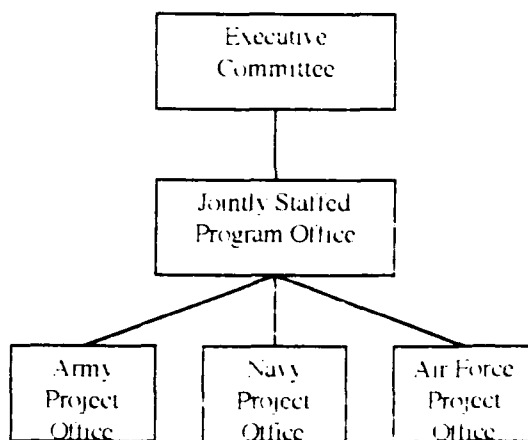 Executive
Committee
Jointly Staffed
Program Office
Army
Project
Office
Navy
Project
Office
Air Force
Project
Office